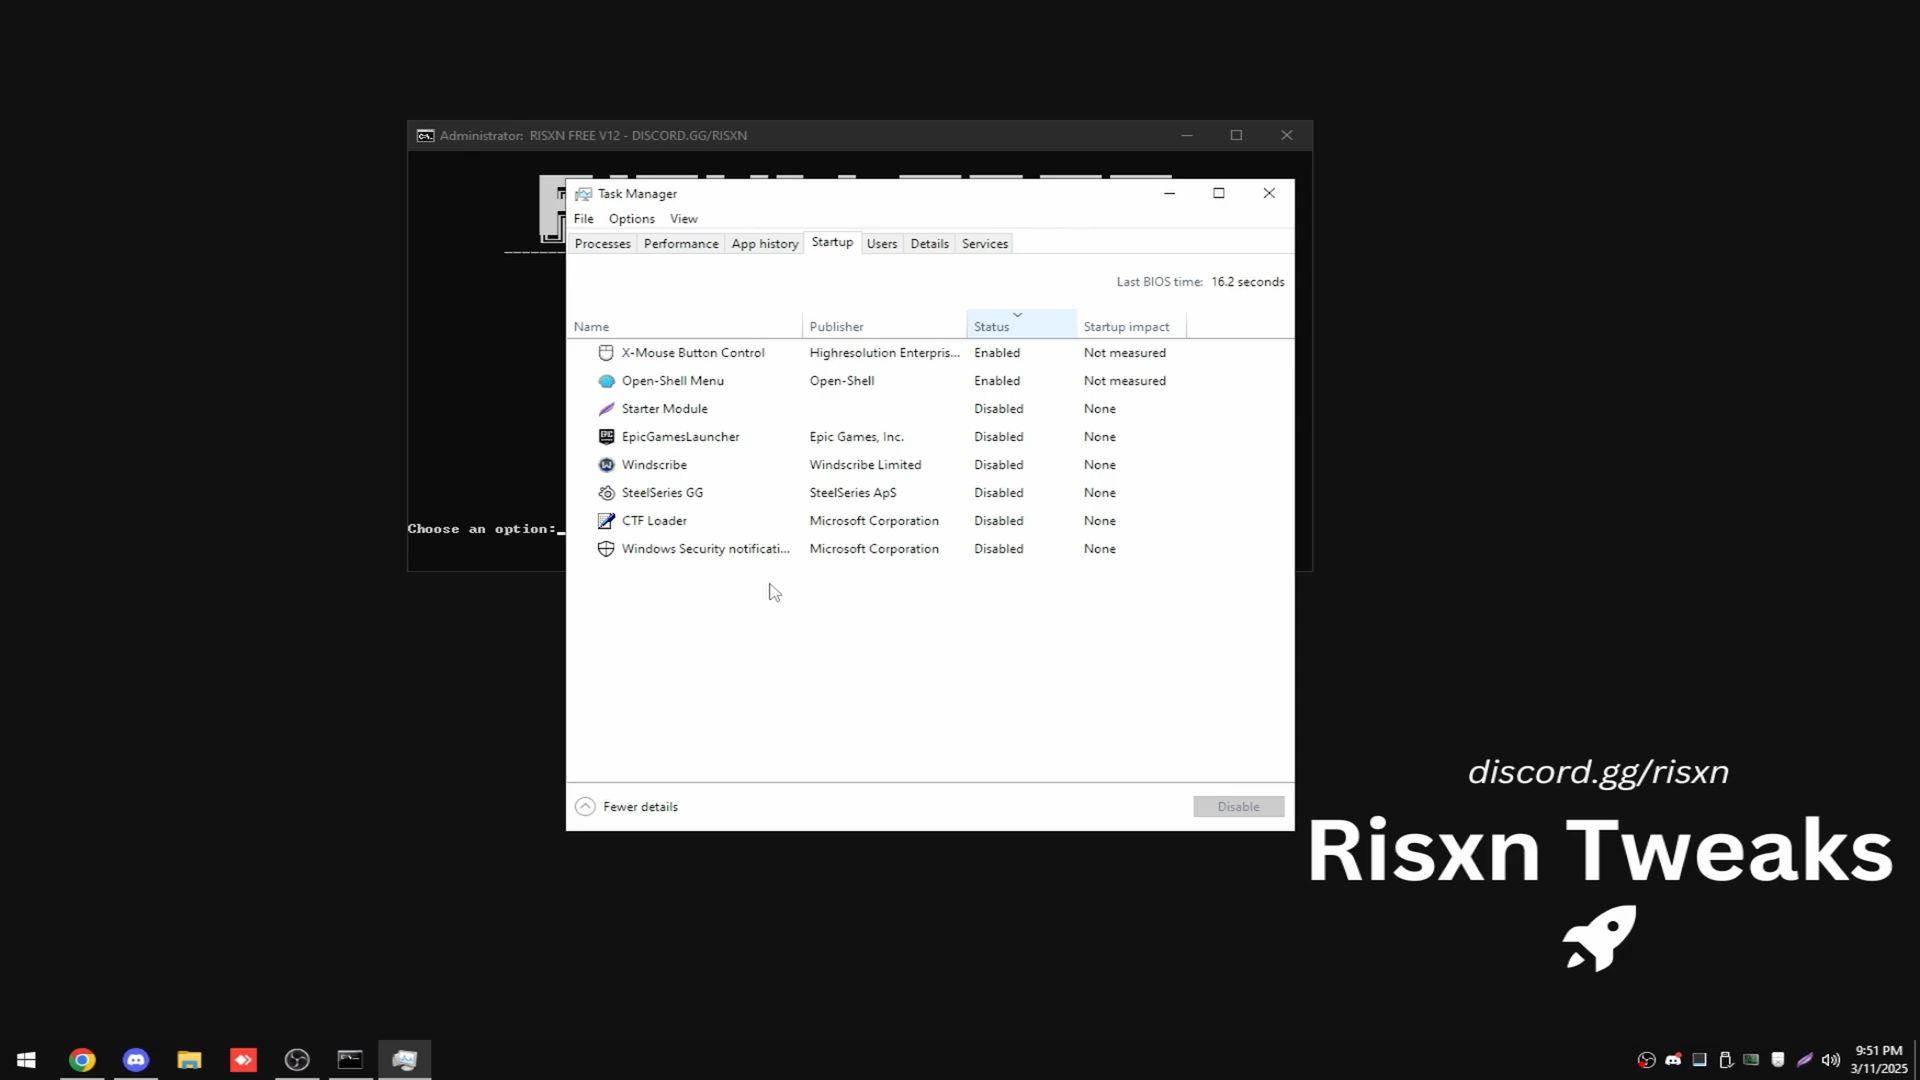 Administrator: RISXN FREE V12 - DISCORD.GG/RISXN
Task Manager
File Options View
Processes Performance App history Startup Users Details Services
Last BIOS time: 16.2 seconds
Name Publisher Status Startup impact
X-Mouse Button Control Highresolution Enterpris... Enabled Not measured
Open-Shell Menu Open-Shell Enabled Not measured
Starter Module Disabled None
EpicGamesLauncher Epic Games, Inc. Disabled None
Windscribe Windscribe Limited Disabled None
SteelSeries GG SteelSeries ApS Disabled None
CTF Loader Microsoft Corporation Disabled None
Windows Security notificati... Microsoft Corporation Disabled None
Choose an option:_
Fewer details Disable
discord.gg/risxn
Risxn Tweaks
9:51 PM
3/11/2025